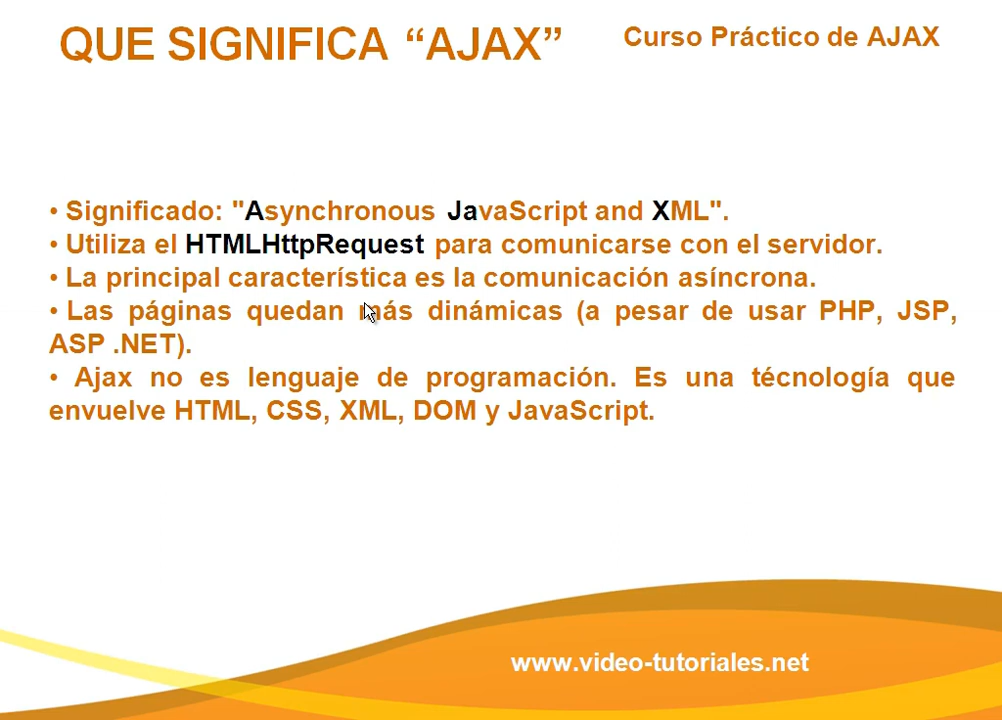 QUE SIGNIFICA “AJAX”
Curso Práctico de AJAX
• Significado: "Asynchronous JavaScript and XML".
• Utiliza el HTMLHttpRequest para comunicarse con el servidor.
• La principal característica es la comunicación asíncrona.
• Las páginas quedan más dinámicas (a pesar de usar PHP, JSP,
ASP .NET).
• Ajax no es lenguaje de programación. Es una técnología que
envuelve HTML, CSS, XML, DOM y JavaScript.
www.video-tutoriales.net